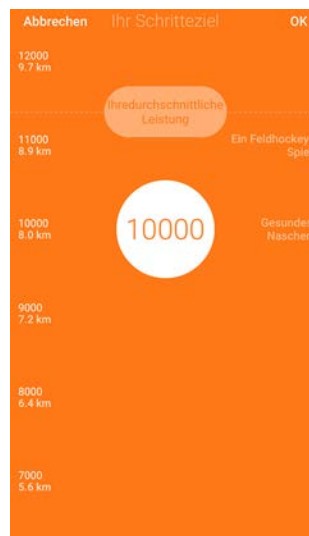 Abbrechen Ihr Schritteziel OK
12000
9.7 km
Ihredurchschnittliche
Leistung
11000
8.9 km
Ein Feldhockey
Spie
10000
8.0 km
10000
Gesunder
Nascher
9000
7.2 km
8000
6.4 km
7000
5.6 km